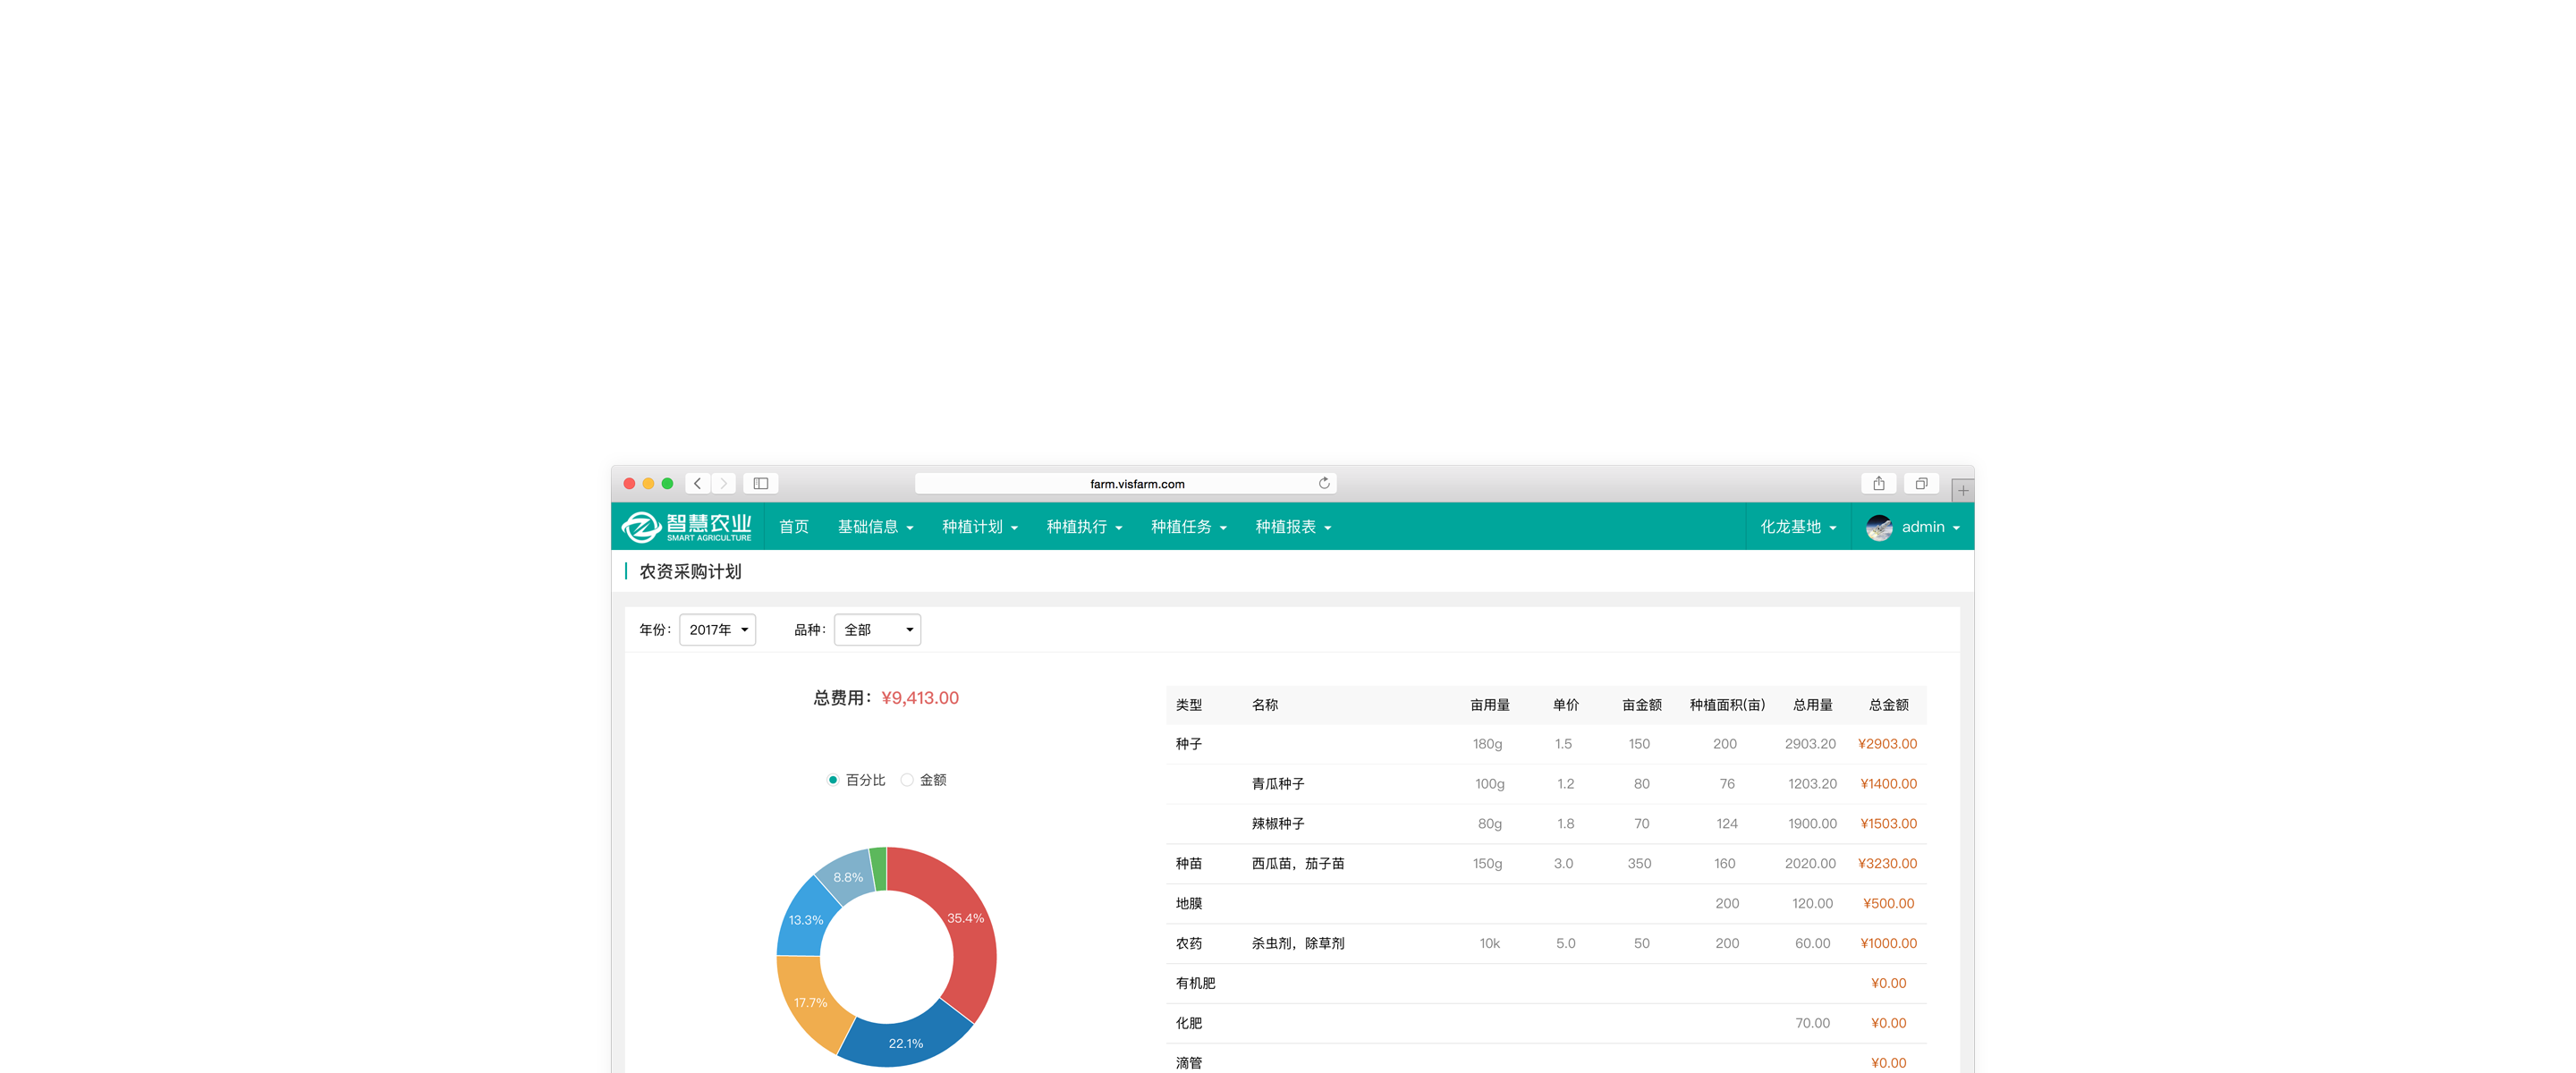 farm.visfarm.com
智慧农业
SMART AGRICULTURE
首页 基础信息 种植计划 种植执行 种植任务 种植报表 化龙基地 admin
农资采购计划
年份： 2017年 品种： 全部
总费用：¥9,413.00
百分比 金额
35.4%
22.1%
17.7%
13.3%
8.8%
类型 名称 亩用量 单价 亩金额 种植面积(亩) 总用量 总金额
种子 180g 1.5 150 200 2903.20 ¥2903.00
青瓜种子 100g 1.2 80 76 1203.20 ¥1400.00
辣椒种子 80g 1.8 70 124 1900.00 ¥1503.00
种苗 西瓜苗，茄子苗 150g 3.0 350 160 2020.00 ¥3230.00
地膜 200 120.00 ¥500.00
农药 杀虫剂，除草剂 10k 5.0 50 200 60.00 ¥1000.00
有机肥 ¥0.00
化肥 70.00 ¥0.00
滴管 ¥0.00